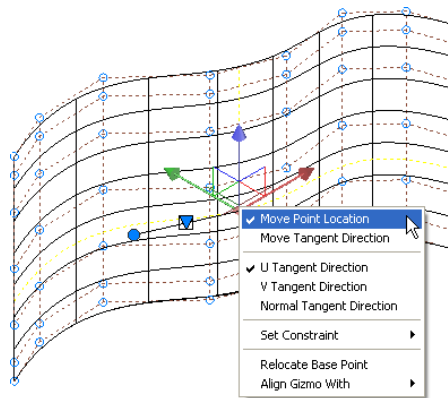 Move Point Location
Move Tangent Direction
U Tangent Direction
V Tangent Direction
Normal Tangent Direction
Set Constraint
Relocate Base Point
Align Gizmo With